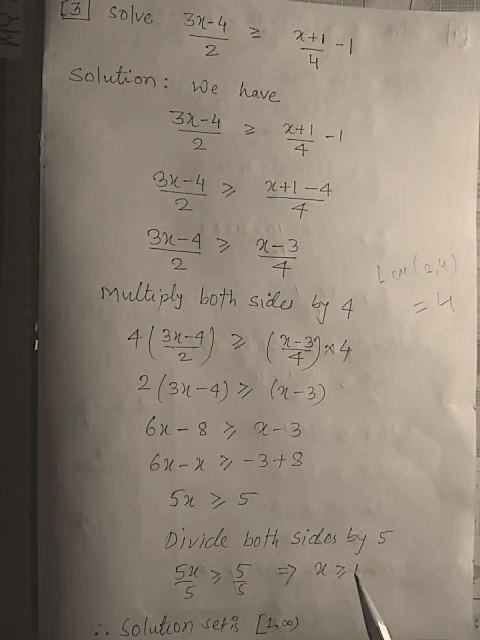 [3] Solve (3x-4)/2 ≥ (x+1)/4 - 1
Solution: We have
(3x-4)/2 ≥ (x+1)/4 - 1
(3x-4)/2 ≥ (x+1-4)/4
(3x-4)/2 ≥ (x-3)/4
Lcm(2,4)
= 4
Multiply both sides by 4
4((3x-4)/2) ≥ ((x-3)/4)×4
2(3x-4) ≥ (x-3)
6x-8 ≥ x-3
6x-x ≥ -3+8
5x ≥ 5
Divide both sides by 5
5x/5 ≥ 5/5 ⇒ x ≥ 1
∴ Solution set is [1,∞)